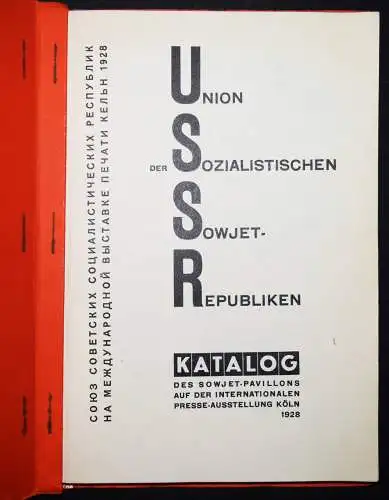 СОЮЗ СОВЕТСКИХ СОЦИАЛИСТИЧЕСКИХ РЕСПУБЛИК
НА МЕЖДУНАРОДНОЙ ВЫСТАВКЕ ПЕЧАТИ КЕЛЬН 1928
UNION
DER SOZIALISTISCHEN
SOWJET-
REPUBLIKEN
KATALOG
DES SOWJET-PAVILLONS
AUF DER INTERNATIONALEN
PRESSE-AUSSTELLUNG KÖLN
1928